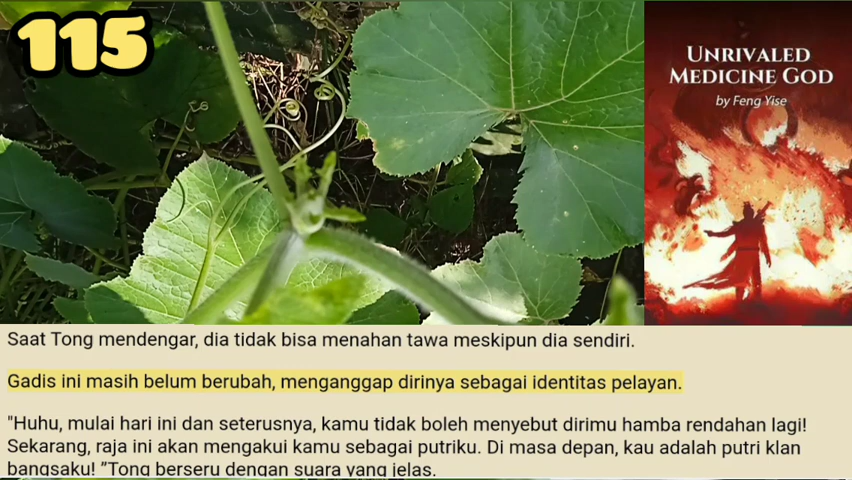 115
UNRIVALED
MEDICINE GOD
by Feng Yise
Saat Tong mendengar, dia tidak bisa menahan tawa meskipun dia sendiri.
Gadis ini masih belum berubah, menganggap dirinya sebagai identitas pelayan.
"Huhu, mulai hari ini dan seterusnya, kamu tidak boleh menyebut dirimu hamba rendahan lagi!
Sekarang, raja ini akan mengakui kamu sebagai putriku. Di masa depan, kau adalah putri klan
bangsaku! ”Tong berseru dengan suara yang jelas.